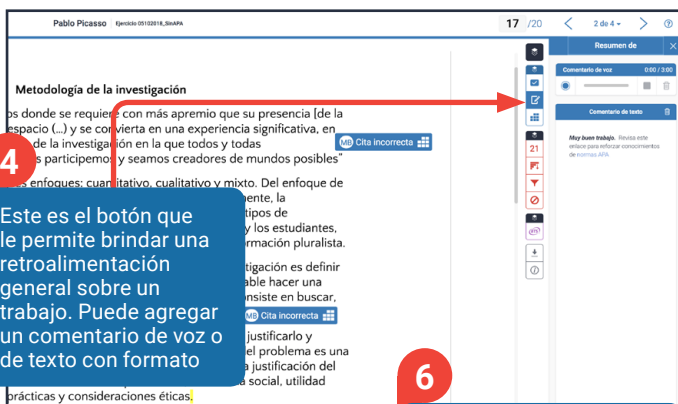 Pablo Picasso Ejercicio 05102018_SinAPA
17 /20
2 de 4
Resumen de
Comentario de voz 0:00 / 3:00
Comentario de texto
Muy buen trabajo. Revisa este
enlace para reforzar conocimientos
de normas APA
21
Metodología de la investigación
os donde se requiere con más apremio que su presencia [de la
espacio (...) y se convierta en una experiencia significativa, en
de la investigación en la que todos y todas
MB Cita incorrecta
participemos y seamos creadores de mundos posibles"
4
enfoques: cuantitativo, cualitativo y mixto. Del enfoque de
mente, la
tipos de
y los estudiantes,
ormación pluralista.
Este es el botón que
le permite brindar una
retroalimentación
general sobre un
trabajo. Puede agregar
un comentario de voz o
de texto con formato
tigación es definir
able hacer una
nsiste en buscar,
MB Cita incorrecta
justificarlo y
el problema es una
a justificación del
social, utilidad
prácticas y consideraciones éticas.
6